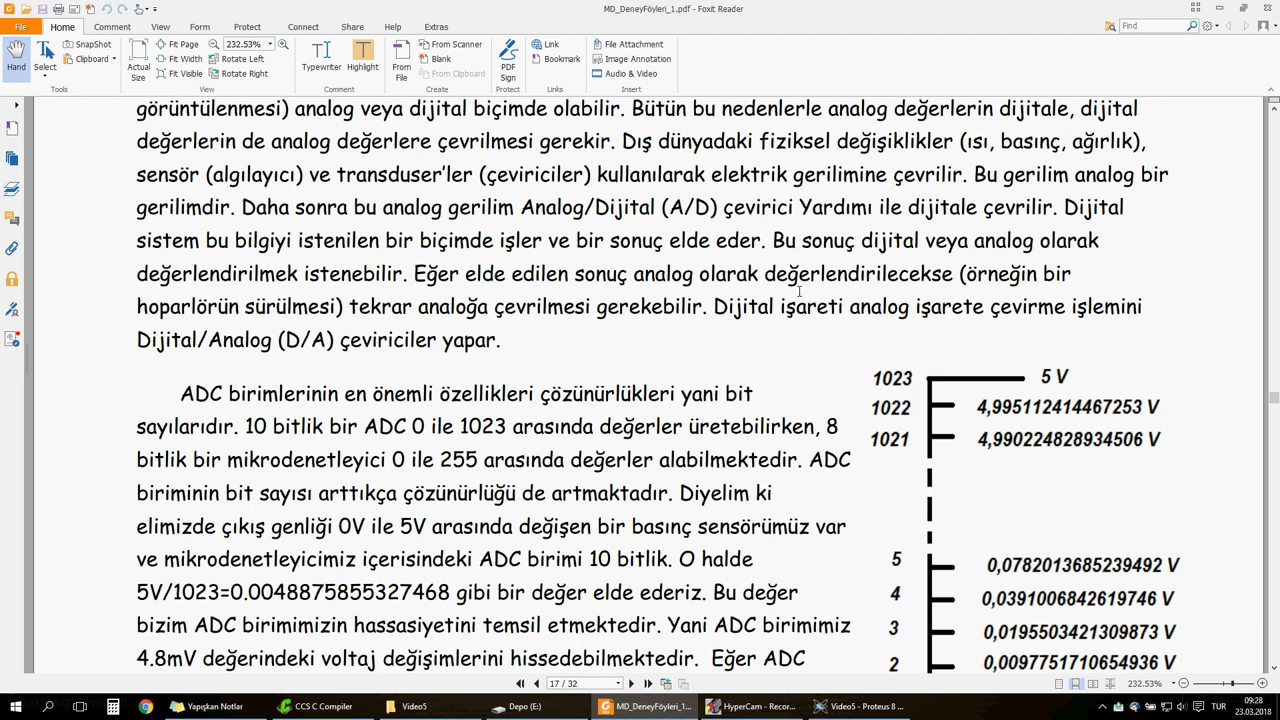 MD_DeneyFöyleri_1.pdf - Foxit Reader
File Home Comment View Form Protect Connect Share Help Extras
Find
Hand
Select
SnapShot
Clipboard
Tools
Actual Size
Fit Page
Fit Width
Fit Visible
232.53%
Rotate Left
Rotate Right
View
Typewriter
Highlight
Comment
From File
From Scanner
Blank
From Clipboard
Create
PDF Sign
Protect
Link
Bookmark
Links
File Attachment
Image Annotation
Audio & Video
Insert
görüntülenmesi) analog veya dijital biçimde olabilir. Bütün bu nedenlerle analog değerlerin dijitale, dijital
değerlerin de analog değerlere çevrilmesi gerekir. Dış dünyadaki fiziksel değişiklikler (ısı, basınç, ağırlık),
sensör (algılayıcı) ve transduser’ler (çeviriciler) kullanılarak elektrik gerilimine çevrilir. Bu gerilim analog bir
gerilimdir. Daha sonra bu analog gerilim Analog/Dijital (A/D) çevirici Yardımı ile dijitale çevrilir. Dijital
sistem bu bilgiyi istenilen bir biçimde işler ve bir sonuç elde eder. Bu sonuç dijital veya analog olarak
değerlendirilmek istenebilir. Eğer elde edilen sonuç analog olarak değerlendirilecekse (örneğin bir
hoparlörün sürülmesi) tekrar analoğa çevrilmesi gerekebilir. Dijital işareti analog işarete çevirme işlemini
Dijital/Analog (D/A) çeviriciler yapar.
ADC birimlerinin en önemli özellikleri çözünürlükleri yani bit
sayılarıdır. 10 bitlik bir ADC 0 ile 1023 arasında değerler üretebilirken, 8
bitlik bir mikrodenetleyici 0 ile 255 arasında değerler alabilmektedir. ADC
biriminin bit sayısı arttıkça çözünürlüğü de artmaktadır. Diyelim ki
elimizde çıkış genliği 0V ile 5V arasında değişen bir basınç sensörümüz var
ve mikrodenetleyicimiz içerisindeki ADC birimi 10 bitlik. O halde
5V/1023=0.0048875855327468 gibi bir değer elde ederiz. Bu değer
bizim ADC birimimizin hassasiyetini temsil etmektedir. Yani ADC birimimiz
4.8mV değerindeki voltaj değişimlerini hissedebilmektedir. Eğer ADC
1023 5 V
1022 4,995112414467253 V
1021 4,990224828934506 V
5 0,0782013685239492 V
4 0,0391006842619746 V
3 0,0195503421309873 V
2 0,0097751710654936 V
17 / 32
232.53%
Yapışkan Notlar
CCS C Compiler
Video5
Depo (E:)
MD_DeneyFöyleri_1...
HyperCam - Recor...
Video5 - Proteus 8 ...
TUR
09:28
23.03.2018